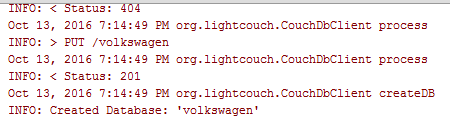 INFO: < Status: 404
Oct 13, 2016 7:14:49 PM org.lightcouch.CouchDbClient process
INFO: > PUT /volkswagen
Oct 13, 2016 7:14:49 PM org.lightcouch.CouchDbClient process
INFO: < Status: 201
Oct 13, 2016 7:14:49 PM org.lightcouch.CouchDbClient createDB
INFO: Created Database: 'volkswagen'